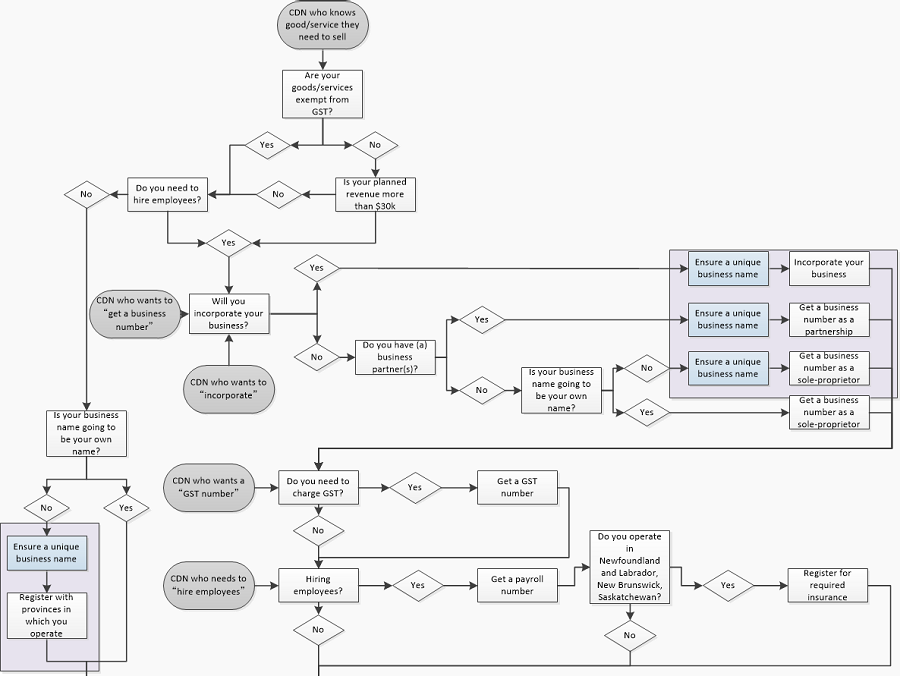 CDN who knows
good/service they
need to sell
Are your
goods/services
exempt from
GST?
Yes
No
No
Do you need to
hire employees?
No
Is your planned
revenue more
than $30k
Yes
Yes
Ensure a unique
business name
Incorporate your
business
CDN who wants to
“get a business
number”
Will you
incorporate your
business?
Yes
Ensure a unique
business name
Get a business
number as a
partnership
No
Do you have (a)
business
partner(s)?
CDN who wants to
“incorporate”
No
Is your business
name going to
be your own
name?
No
Ensure a unique
business name
Get a business
number as a
sole-proprietor
Yes
Get a business
number as a
sole-proprietor
Is your business
name going to
be your own
name?
CDN who wants a
“GST number”
Do you need to
charge GST?
Yes
Get a GST
number
No
Yes
No
Ensure a unique
business name
Register with
provinces in
which you
operate
CDN who needs to
“hire employees”
Hiring
employees?
Yes
Get a payroll
number
Do you operate
in
Newfoundland
and Labrador,
New Brunswick,
Saskatchewan?
Yes
Register for
required
insurance
No
No